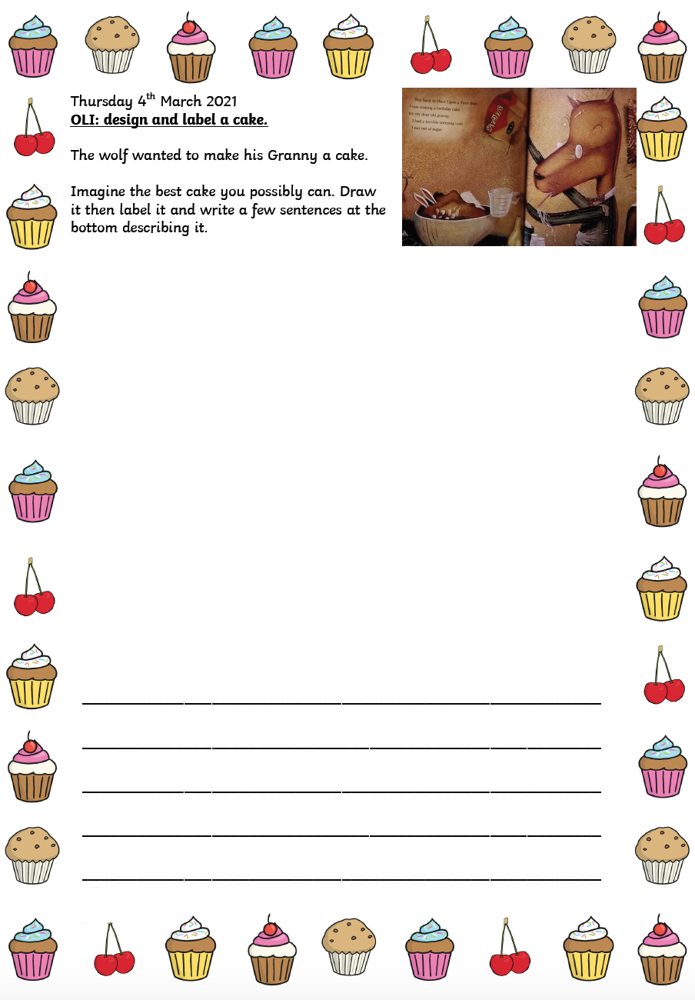 Thursday 4th March 2021
OLI: design and label a cake.
The wolf wanted to make his Granny a cake.
Imagine the best cake you possibly can. Draw
it then label it and write a few sentences at the
bottom describing it.
Way back in Once Upon a Time time,
I was making a birthday cake
for my dear old granny.
I had a terrible sneezing cold.
I ran out of sugar.
SUGAR